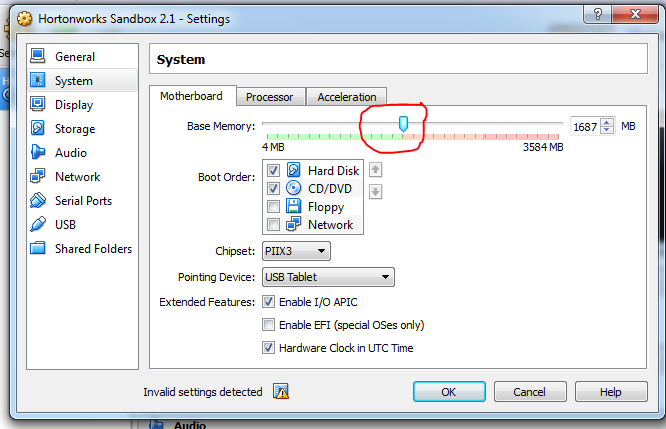 Hortonworks Sandbox 2.1 - Settings
General
System
Display
Storage
Audio
Network
Serial Ports
USB
Shared Folders
System
Motherboard Processor Acceleration
Base Memory: 1687 MB
4 MB 3584 MB
Boot Order: Hard Disk
CD/DVD
Floppy
Network
Chipset: PIIX3
Pointing Device: USB Tablet
Extended Features: Enable I/O APIC
Enable EFI (special OSes only)
Hardware Clock in UTC Time
Invalid settings detected OK Cancel Help
Audio